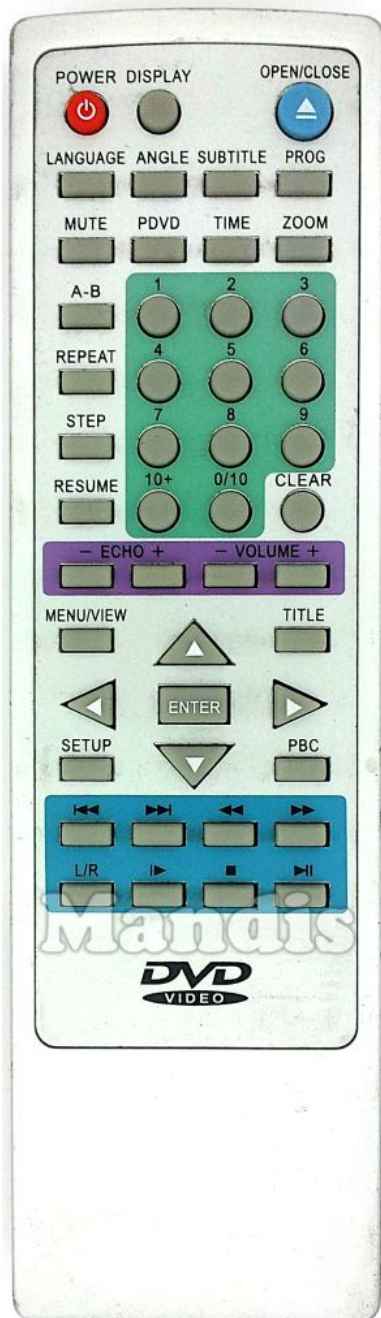 POWER DISPLAY OPEN/CLOSE
LANGUAGE ANGLE SUBTITLE PROG
MUTE PDVD TIME ZOOM
A-B 1 2 3
REPEAT 4 5 6
STEP 7 8 9
RESUME 10+ 0/10 CLEAR
- ECHO + - VOLUME +
MENU/VIEW TITLE
ENTER
SETUP PBC
L/R
Mandis
DVD
VIDEO